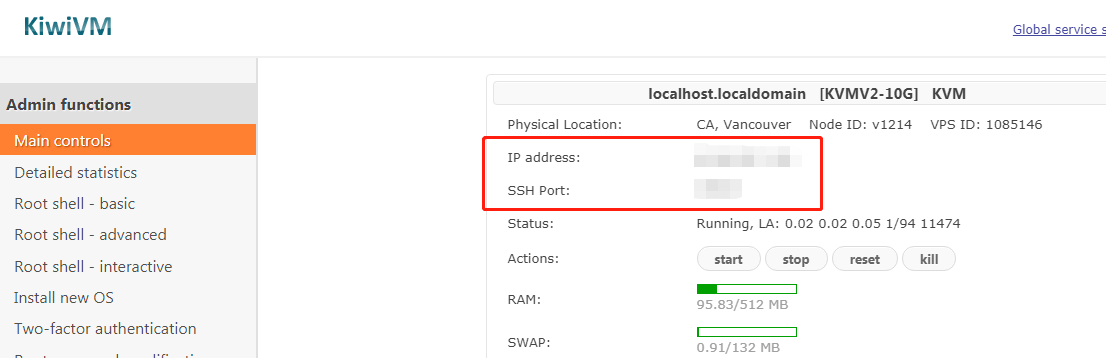 KiwiVM
Global service s
Admin functions
Main controls
Detailed statistics
Root shell - basic
Root shell - advanced
Root shell - interactive
Install new OS
Two-factor authentication
localhost.localdomain [KVMV2-10G] KVM
Physical Location: CA, Vancouver Node ID: v1214 VPS ID: 1085146
IP address:
SSH Port:
Status: Running, LA: 0.02 0.02 0.05 1/94 11474
Actions: start stop reset kill
RAM:
95.83/512 MB
SWAP:
0.91/132 MB